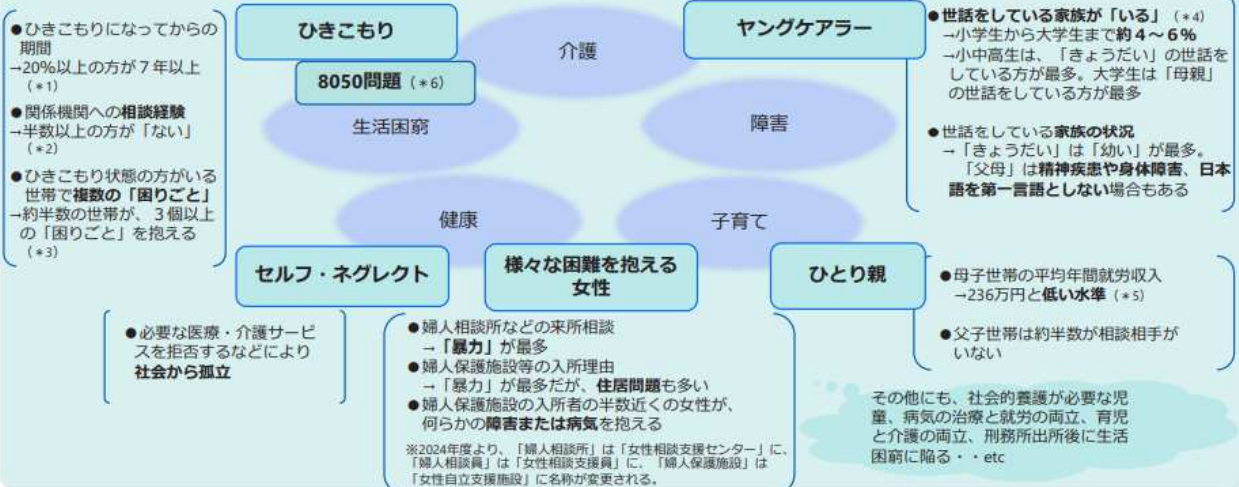 ひきこもり
8050問題（*6）
●ひきこもりになってからの
期間
→20%以上の方が７年以上
（*1）
●関係機関への相談経験
→半数以上の方が「ない」
（*2）
●ひきこもり状態の方がいる
世帯で複数の「困りごと」
→約半数の世帯が、３個以上
の「困りごと」を抱える
（*3）
介護
生活困窮
障害
健康
子育て
ヤングケアラー
●世話をしている家族が「いる」（*4）
→小学生から大学生まで約４～６%
→小中高生は、「きょうだい」の世話を
している方が最多。大学生は「母親」
の世話をしている方が最多
●世話をしている家族の状況
→「きょうだい」は「幼い」が最多。
「父母」は精神疾患や身体障害、日本
語を第一言語としない場合もある
セルフ・ネグレクト
●必要な医療・介護サービ
スを拒否するなどにより
社会から孤立
様々な困難を抱える
女性
●婦人相談所などの来所相談
→「暴力」が最多
●婦人保護施設等の入所理由
→「暴力」が最多だが、住居問題も多い
●婦人保護施設の入所者の半数近くの女性が、
何らかの障害または病気を抱える
※2024年度より、「婦人相談所」は「女性相談支援センター」に、
「婦人相談員」は「女性相談支援員」に、「婦人保護施設」は
「女性自立支援施設」に名称が変更される。
ひとり親
●母子世帯の平均年間就労収入
→236万円と低い水準（*5）
●父子世帯は約半数が相談相手が
いない
その他にも、社会的養護が必要な児
童、病気の治療と就労の両立、育児
と介護の両立、刑務所出所後に生活
困窮に陥る・・etc